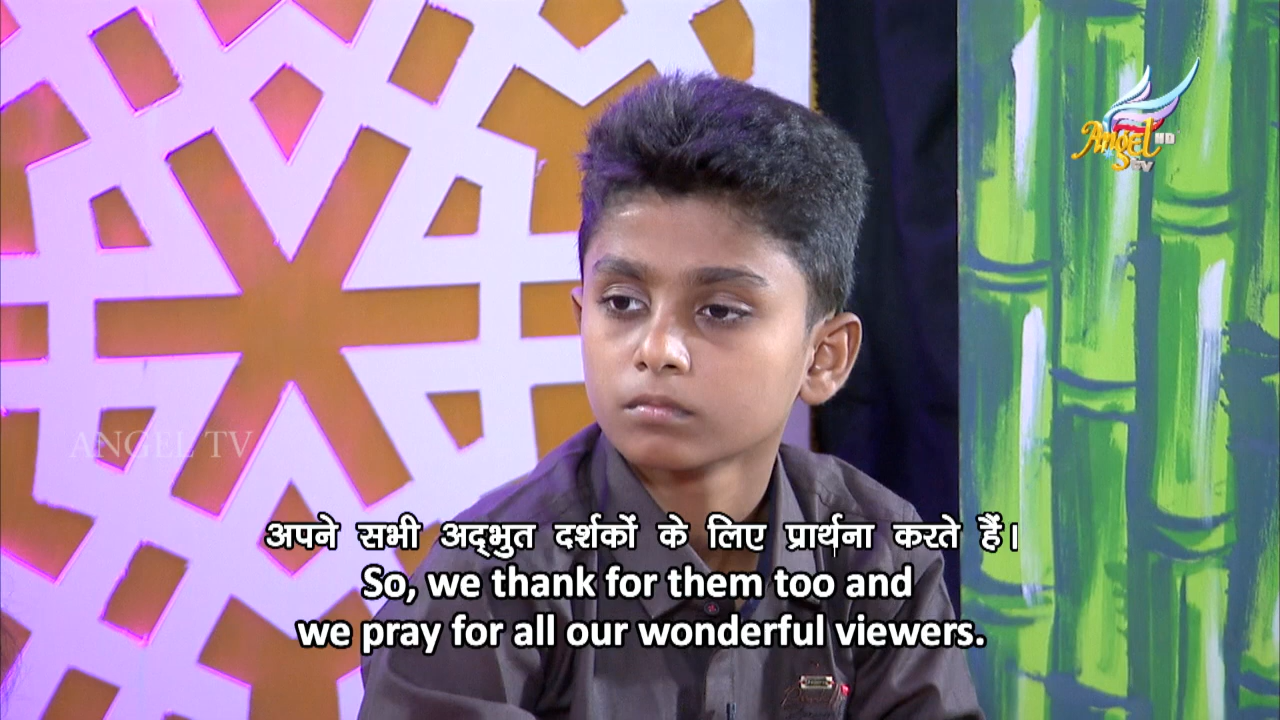 Angel HD
TV
ANGEL TV
अपने सभी अद्भुत दर्शकों के लिए प्रार्थना करते हैं।
So, we thank for them too and
we pray for all our wonderful viewers.